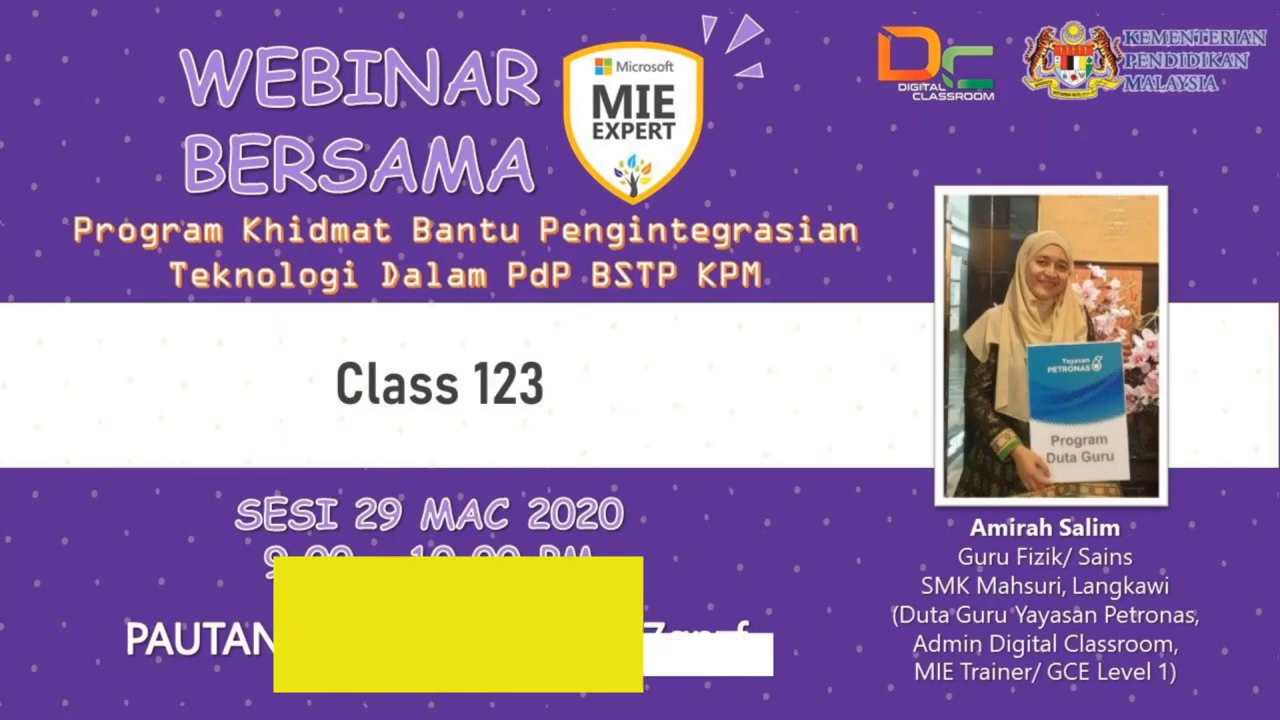 WEBINAR
BERSAMA
Microsoft
MIE
EXPERT
Program Khidmat Bantu Pengintegrasian
Teknologi Dalam PdP BSTP KPM
DC
DIGITAL
CLASSROOM
KEMENTERIAN
PENDIDIKAN
MALAYSIA
Class 123
Yayasan
PETRONAS
Program
Duta Guru
SESI 29 MAC 2020
PAUTAN
Amirah Salim
Guru Fizik/ Sains
SMK Mahsuri, Langkawi
(Duta Guru Yayasan Petronas,
Admin Digital Classroom,
MIE Trainer/ GCE Level 1)